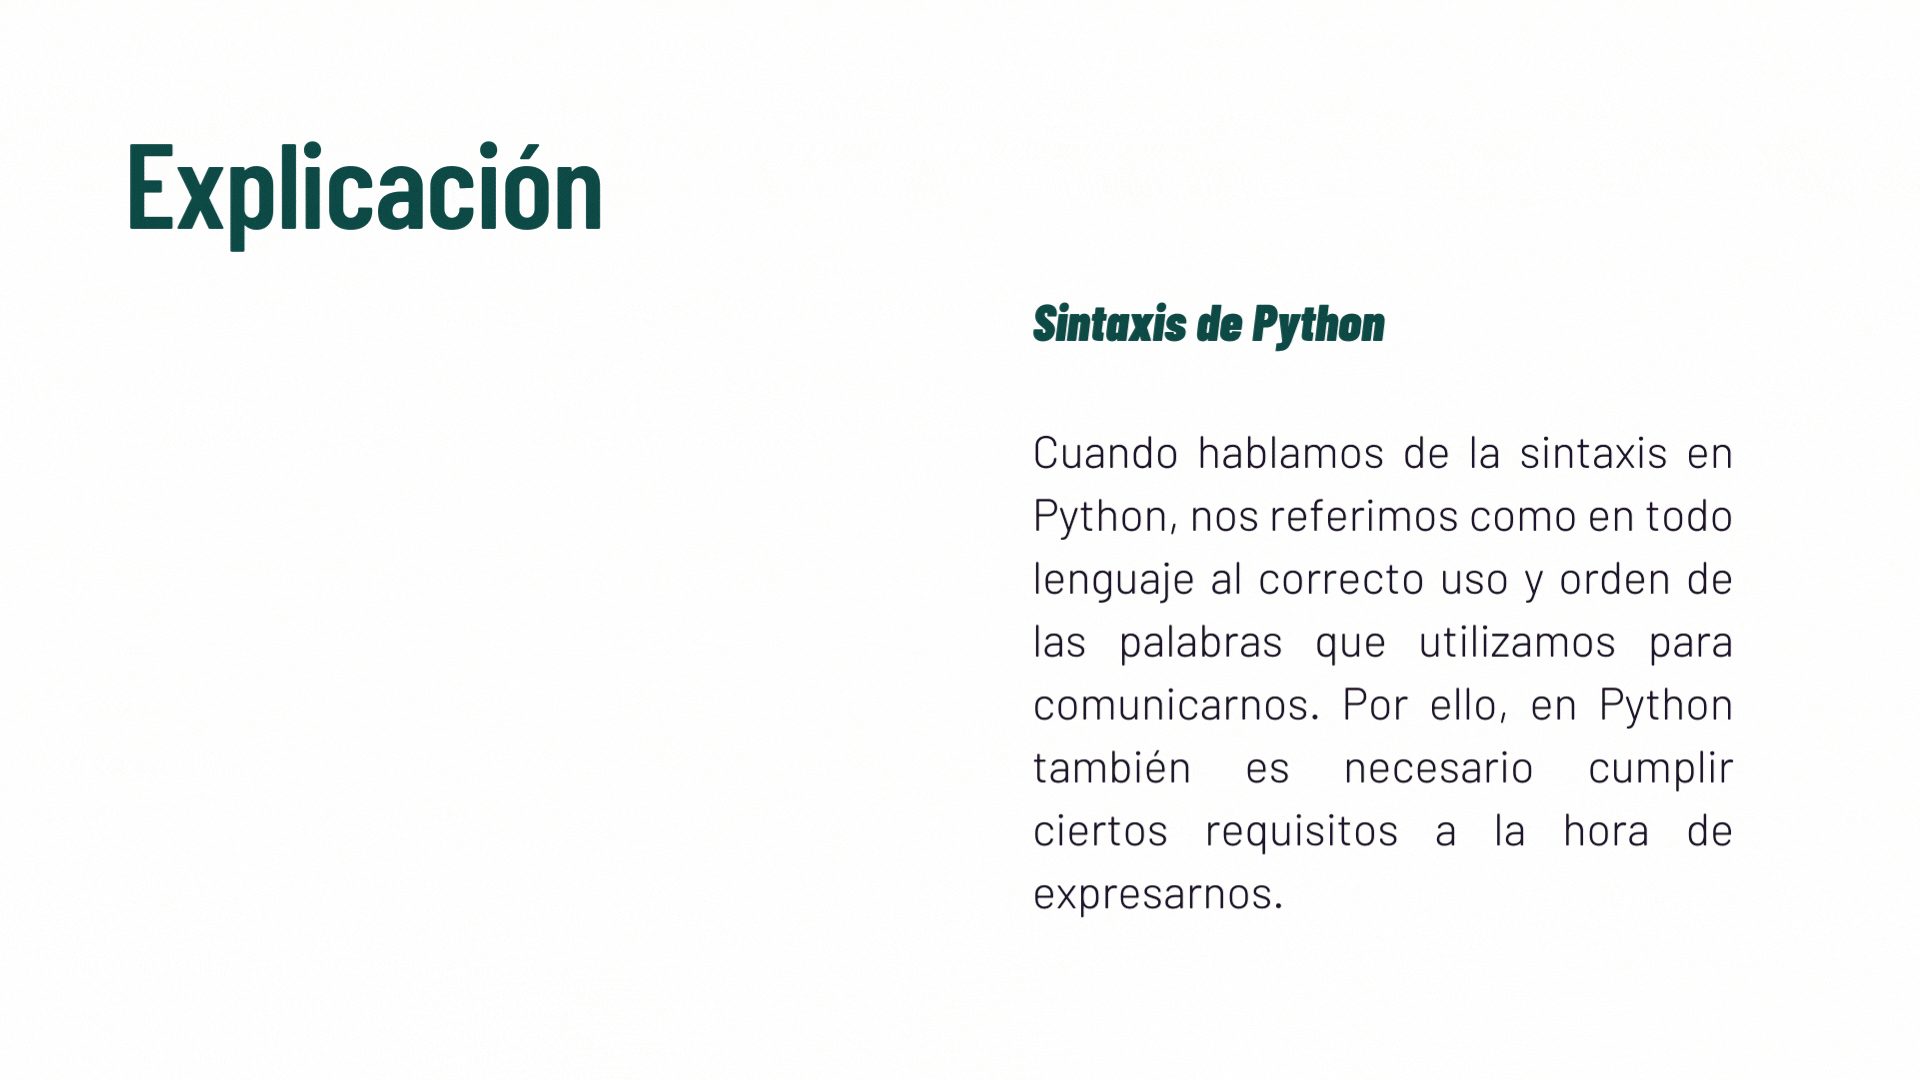 Explicación
Sintaxis de Python
Cuando hablamos de la sintaxis en
Python, nos referimos como en todo
lenguaje al correcto uso y orden de
las palabras que utilizamos para
comunicarnos. Por ello, en Python
también es necesario cumplir
ciertos requisitos a la hora de
expresarnos.